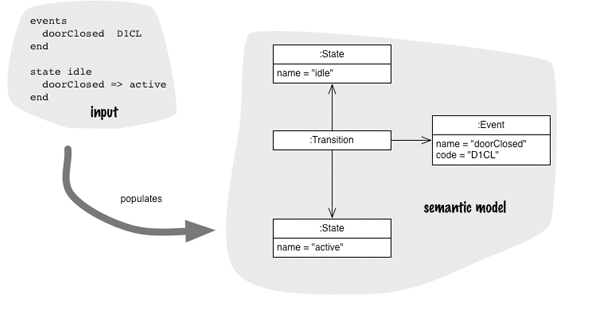 events
doorClosed D1CL
end
state idle
doorClosed => active
end
input
populates
:State
name = "idle"
:Transition
:Event
name = "doorClosed"
code = "D1CL"
:State
name = "active"
semantic model